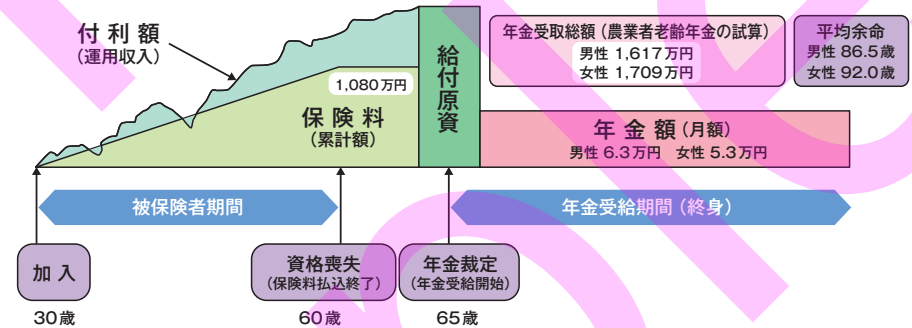 付利額
(運用収入)
1,080万円
保険料
(累計額)
給付原資
年金受取総額(農業者老齢年金の試算)
男性 1,617万円
女性 1,709万円
平均余命
男性 86.5歳
女性 92.0歳
年金額(月額)
男性 6.3万円 女性 5.3万円
被保険者期間
年金受給期間(終身)
加入
資格喪失
(保険料払込終了)
年金裁定
(年金受給開始)
30歳
60歳
65歳